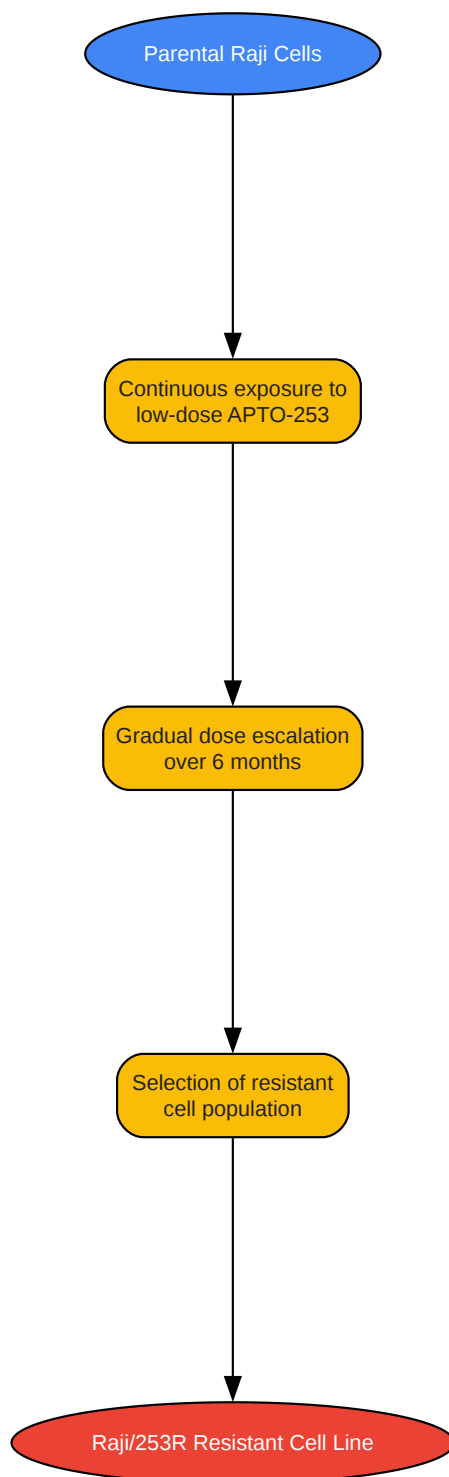 Parental Raji Cells
Continuous exposure to
low-dose APTO-253
Gradual dose escalation
over 6 months
Selection of resistant
cell population
Raji/253R Resistant Cell Line